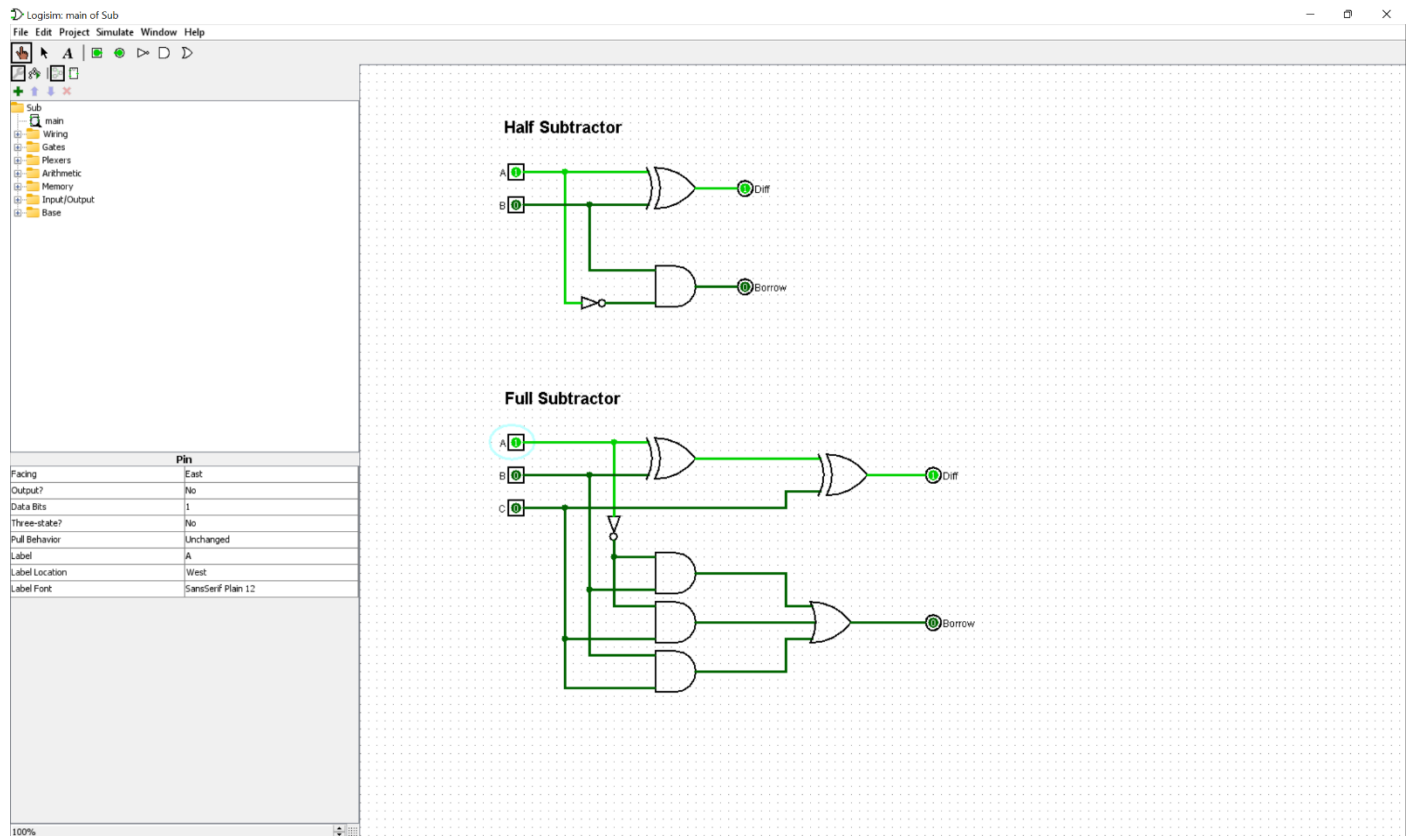 Logisim: main of Sub
File Edit Project Simulate Window Help
A
Sub
main
Wiring
Gates
Plexers
Arithmetic
Memory
Input/Output
Base
Pin
Facing East
Output? No
Data Bits 1
Three-state? No
Pull Behavior Unchanged
Label A
Label Location West
Label Font SansSerif Plain 12
100%
Half Subtractor
A 1
1 Diff
B 0
0 Borrow
Full Subtractor
A 1
B 0
1 Diff
C 0
0 Borrow